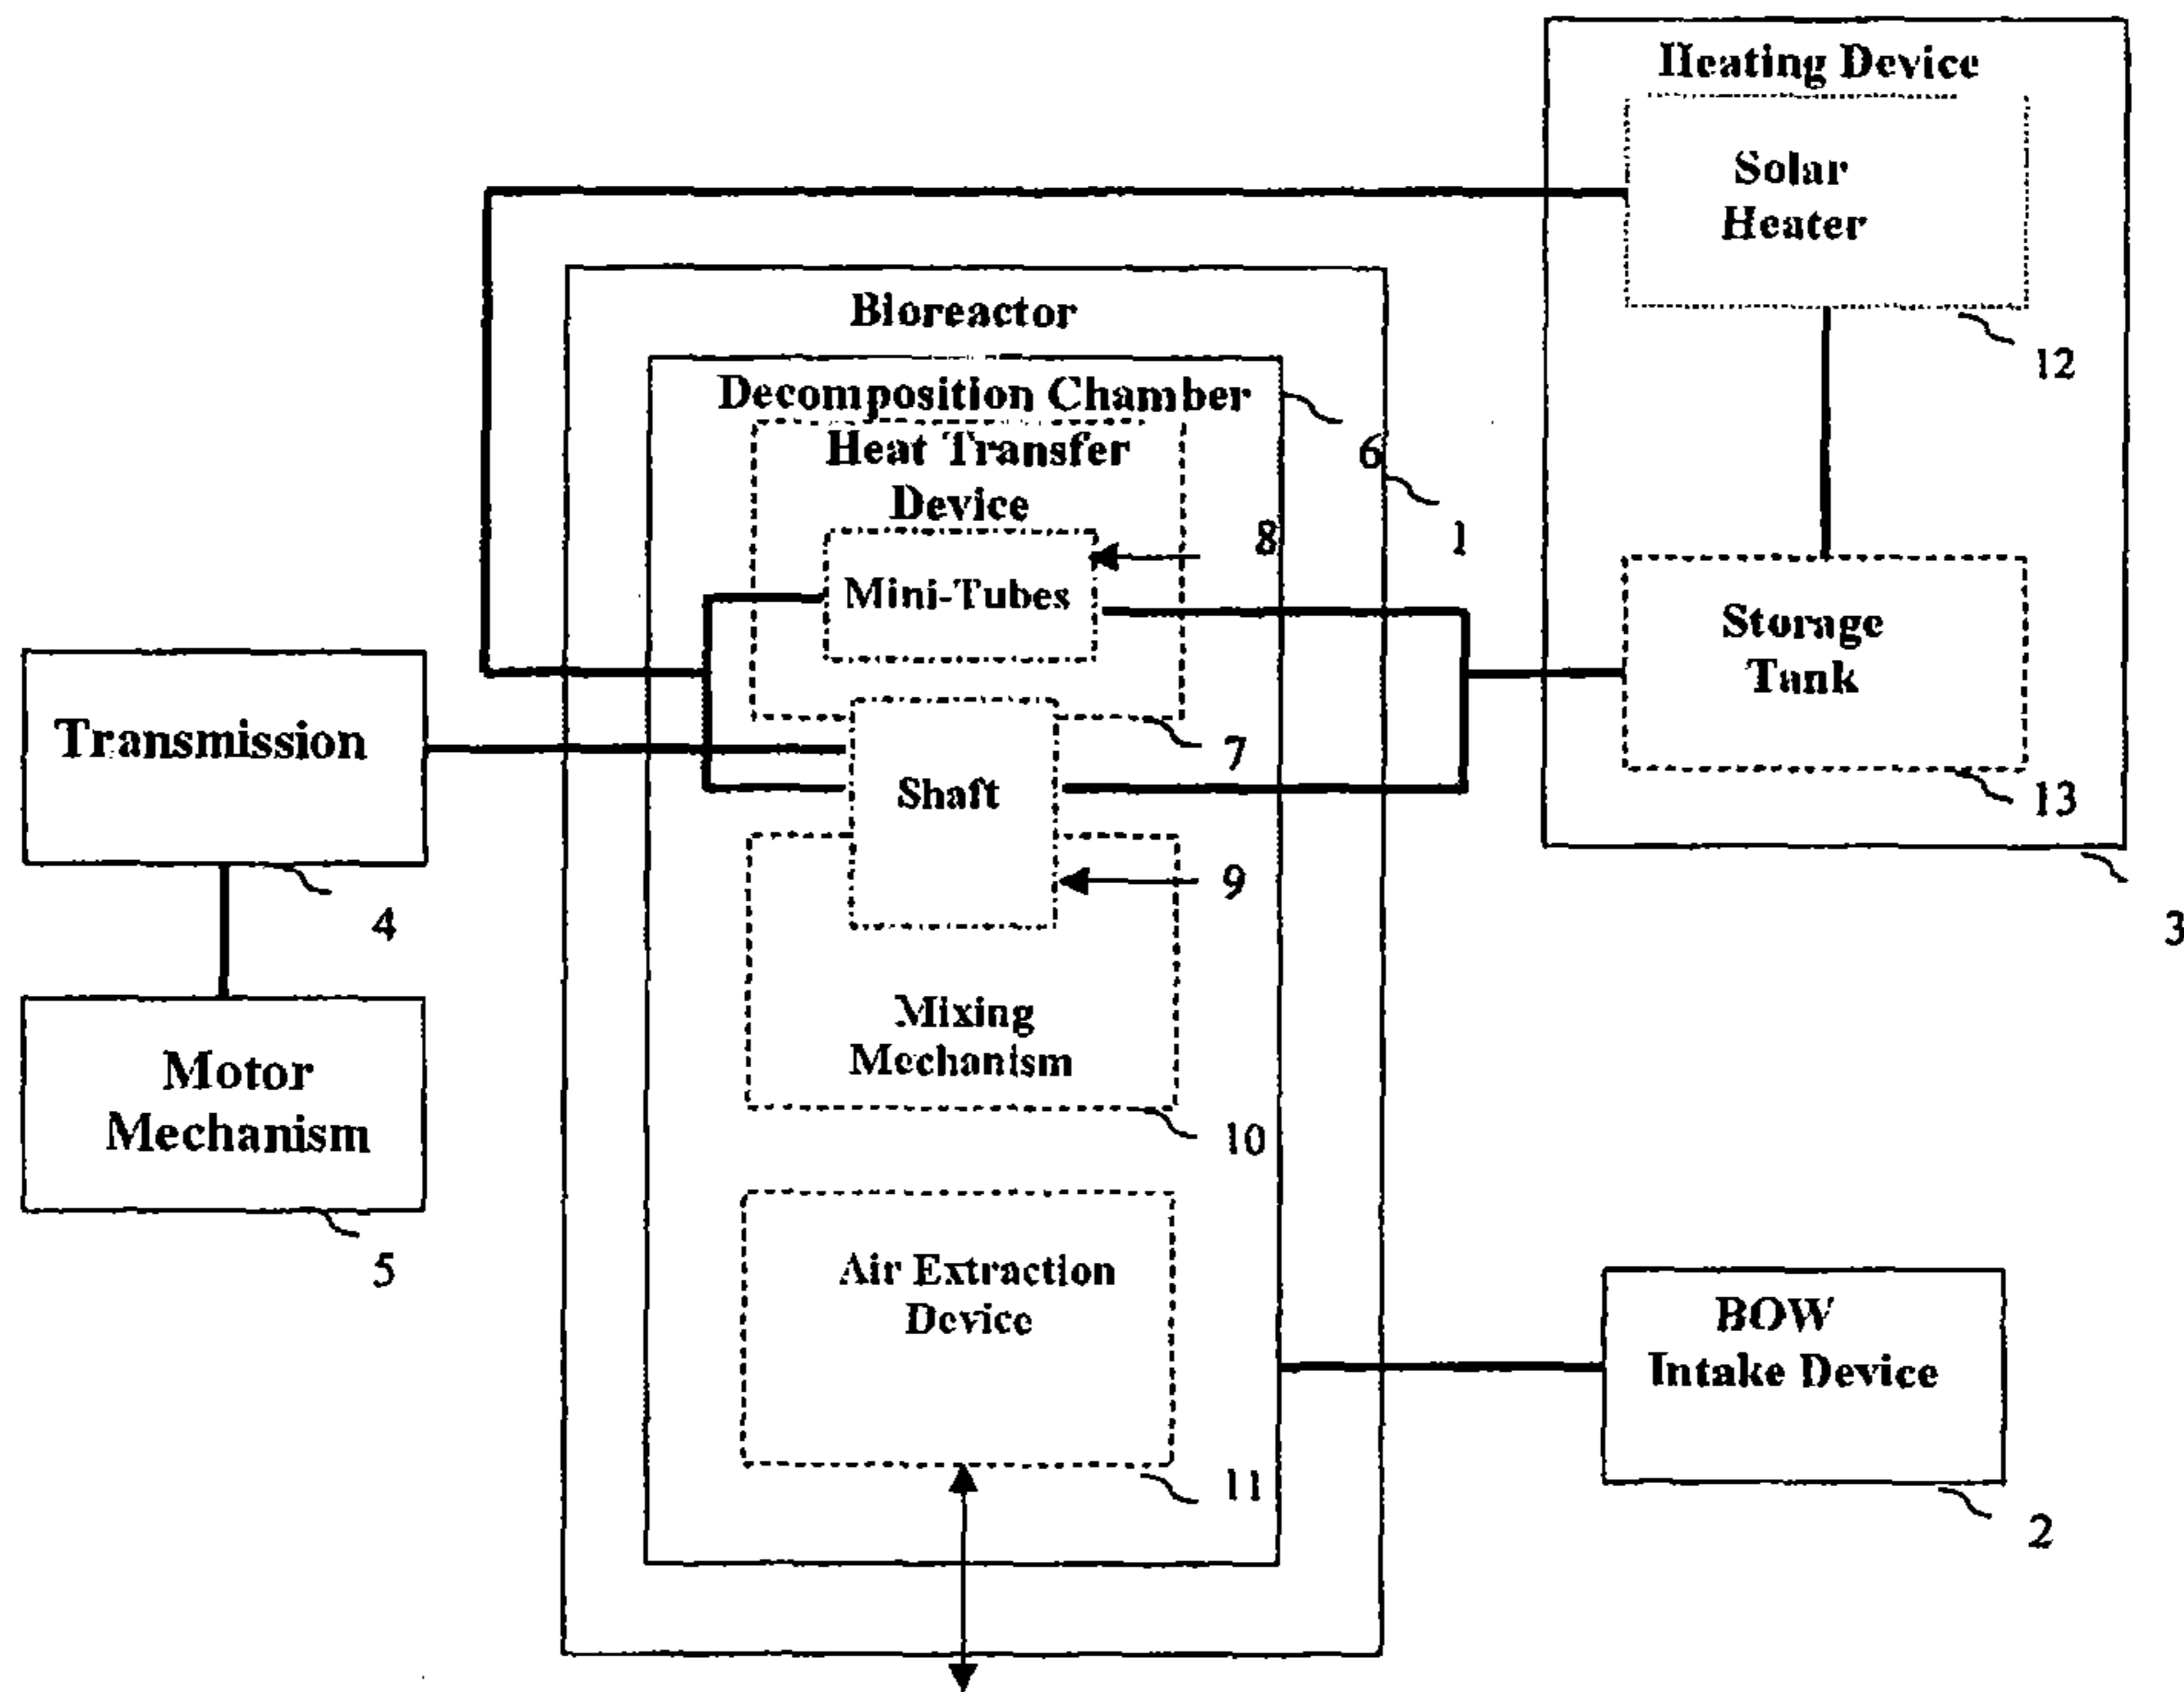 Heating Device
Solar
Heater
12
Bioreactor
Decomposition Chamber
6
Heat Transfer
Device
8
1
Mini-Tubes
Storage
Tank
13
Transmission
7
Shaft
9
4
3
Mixing
Mechanism
10
Motor
Mechanism
5
Air Extraction
Device
11
BOW
Intake Device
2